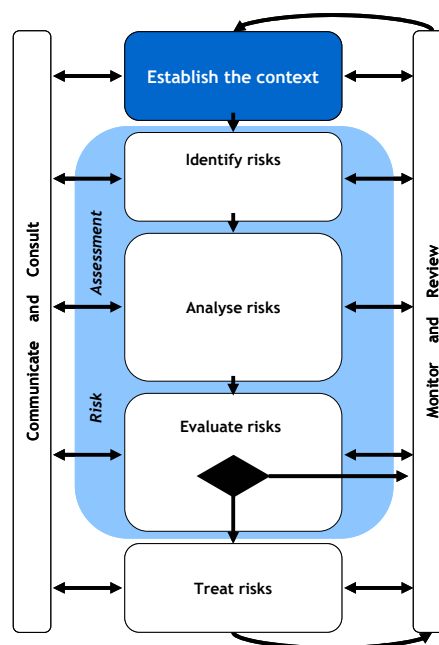 Establish the context
Identify risks
Analyse risks
Evaluate risks
Treat risks
Communicate and Consult
Risk Assessment
Monitor and Review